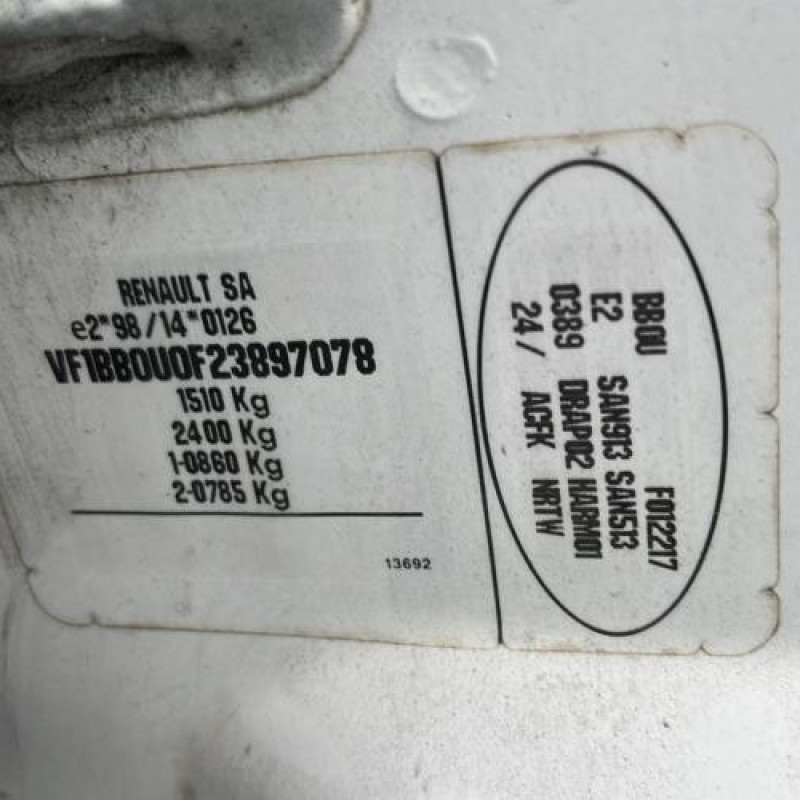 RENAULT SA
e2*98/14*0126
VF1BB0U0F23897078
1510 Kg
2400 Kg
1-0860 Kg
2-0785 Kg
13692
BB0U F012217
E2 SAN913 SAN513
0389 DRAP02 HARM01
24/ ACFK NRTW